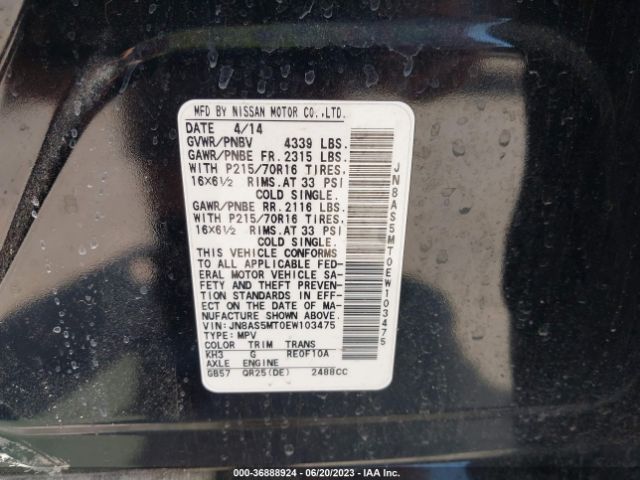 MFD BY NISSAN MOTOR CO.,LTD.
DATE 4/14
GVWR/PNBV 4339 LBS.
GAWR/PNBE FR. 2315 LBS.
WITH P215/70R16 TIRES.
16X6½ RIMS. AT 33 PSI
COLD SINGLE.
GAWR/PNBE RR. 2116 LBS.
WITH P215/70R16 TIRES.
16X6½ RIMS. AT 33 PSI
COLD SINGLE.
THIS VEHICLE CONFORMS
TO ALL APPLICABLE FED-
ERAL MOTOR VEHICLE SA-
FETY AND THEFT PREVEN-
TION STANDARDS IN EFFE-
CT ON THE DATE OF MA-
NUFACTURE SHOWN ABOVE.
VIN: JN8AS5MT0EW103475
TYPE: MPV
COLOR TRIM TRANS
KH3 G RE0F10A
AXLE ENGINE
GB57 QR25(DE) 2488CC
JN8AS5MT0EW103475
000-36888924 - 06/20/2023 - IAA Inc.